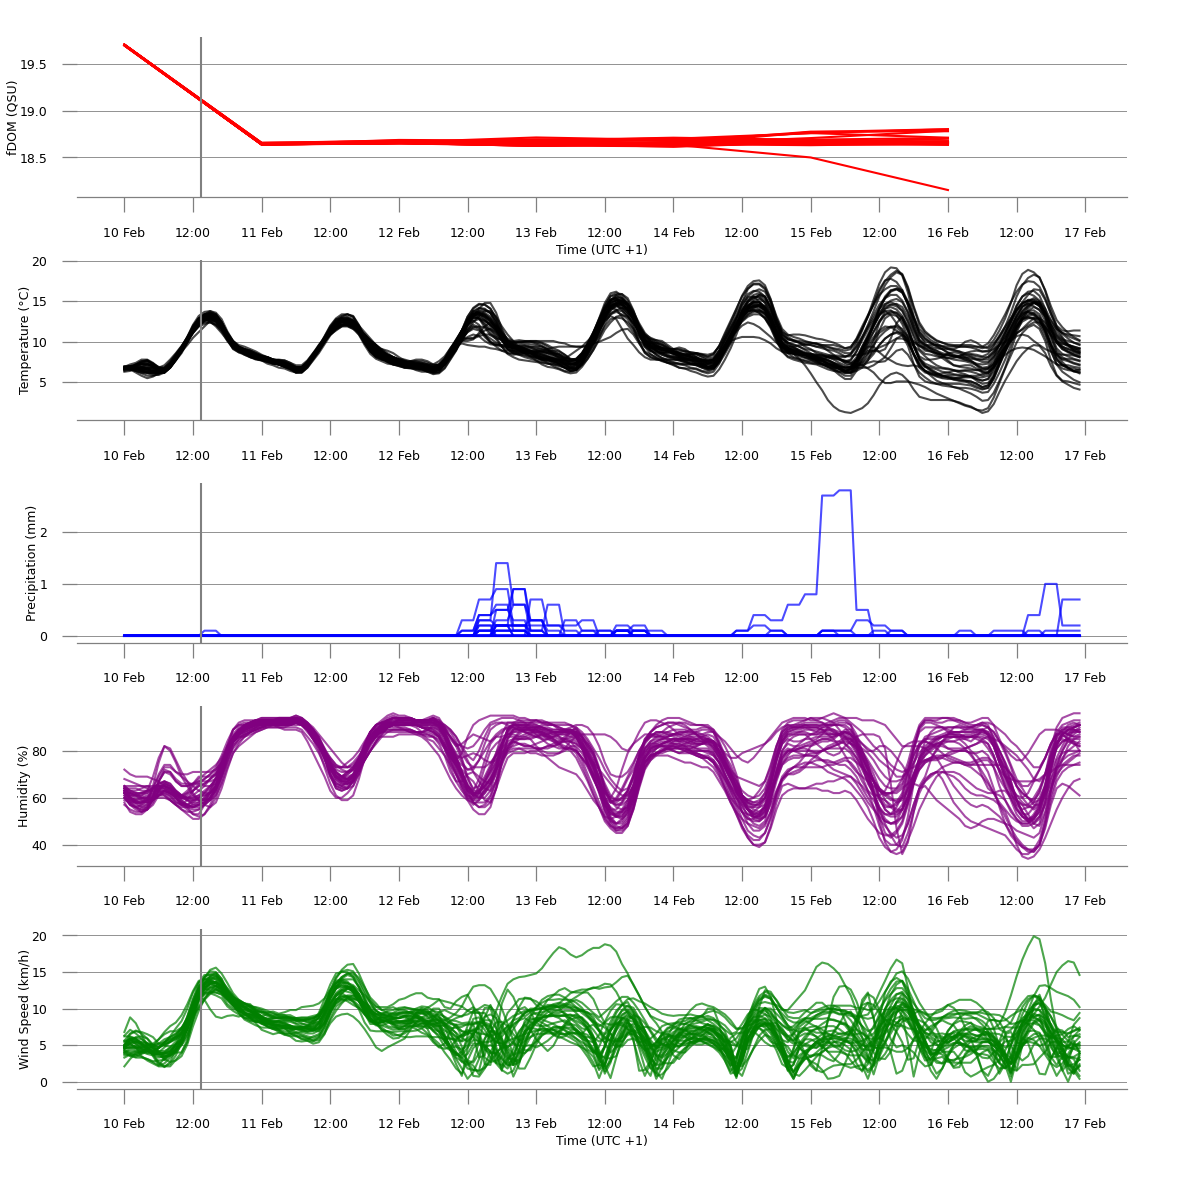 19.5
19.0
18.5
fDOM (QSU)
10 Feb 12:00 11 Feb 12:00 12 Feb 12:00 13 Feb 12:00 14 Feb 12:00 15 Feb 12:00 16 Feb 12:00 17 Feb
Time (UTC +1)
20
15
10
5
Temperature (°C)
10 Feb 12:00 11 Feb 12:00 12 Feb 12:00 13 Feb 12:00 14 Feb 12:00 15 Feb 12:00 16 Feb 12:00 17 Feb
2
1
0
Precipitation (mm)
10 Feb 12:00 11 Feb 12:00 12 Feb 12:00 13 Feb 12:00 14 Feb 12:00 15 Feb 12:00 16 Feb 12:00 17 Feb
80
60
40
Humidity (%)
10 Feb 12:00 11 Feb 12:00 12 Feb 12:00 13 Feb 12:00 14 Feb 12:00 15 Feb 12:00 16 Feb 12:00 17 Feb
20
15
10
5
0
Wind Speed (km/h)
10 Feb 12:00 11 Feb 12:00 12 Feb 12:00 13 Feb 12:00 14 Feb 12:00 15 Feb 12:00 16 Feb 12:00 17 Feb
Time (UTC +1)